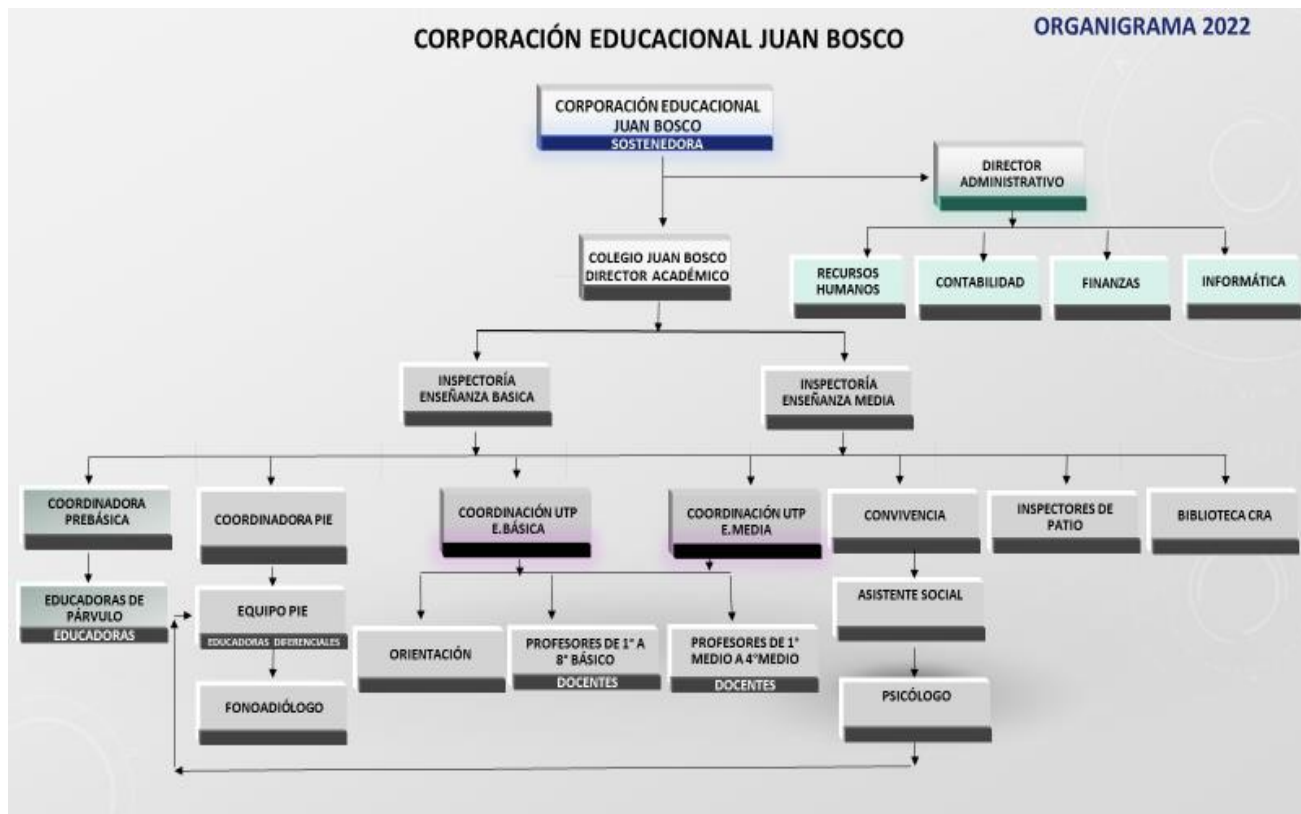 CORPORACIÓN EDUCACIONAL JUAN BOSCO
ORGANIGRAMA 2022
CORPORACIÓN EDUCACIONAL
JUAN BOSCO
SOSTENEDORA
DIRECTOR
ADMINISTRATIVO
COLEGIO JUAN BOSCO
DIRECTOR ACADÉMICO
RECURSOS
HUMANOS
CONTABILIDAD
FINANZAS
INFORMÁTICA
INSPECTORÍA
ENSEÑANZA BASICA
INSPECTORÍA
ENSEÑANZA MEDIA
COORDINADORA
PREBÁSICA
COORDINADORA PIE
COORDINACIÓN UTP
E.BÁSICA
COORDINACIÓN UTP
E.MEDIA
CONVIVENCIA
INSPECTORES DE
PATIO
BIBLIOTECA CRA
EDUCADORAS DE
PÁRVULO
EDUCADORAS
EQUIPO PIE
EDUCADORAS DIFERENCIALES
ASISTENTE SOCIAL
ORIENTACIÓN
PROFESORES DE 1° A
8° BÁSICO
DOCENTES
PROFESORES DE 1°
MEDIO A 4°MEDIO
DOCENTES
FONOADIÓLOGO
PSICÓLOGO